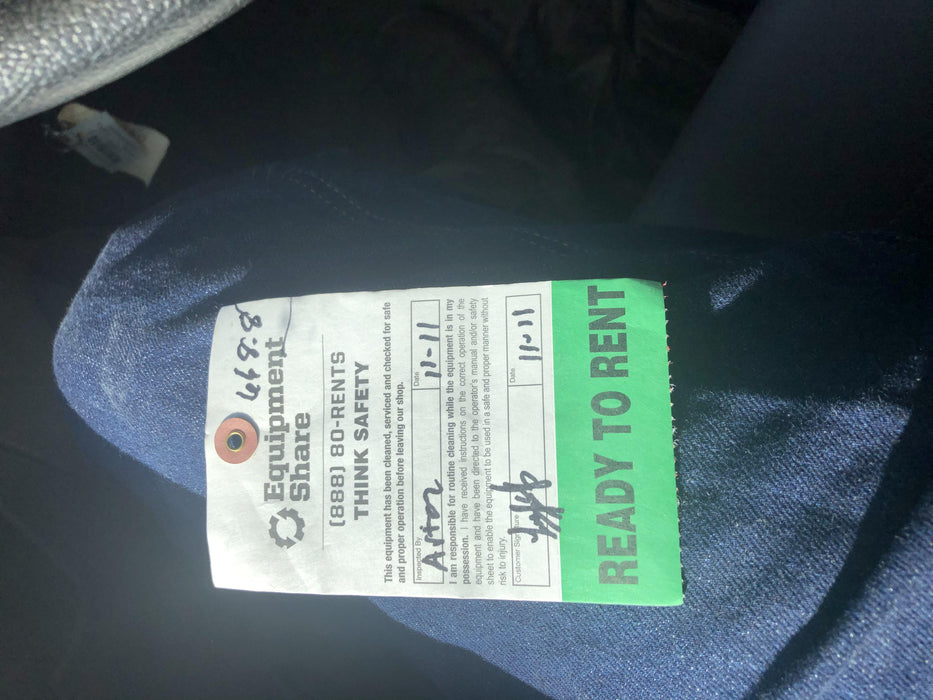 468.8
Equipment
Share
(888) 80-RENTS
THINK SAFETY
This equipment has been cleaned, serviced and checked for safe
and proper operation before leaving our shop.
Inspected By
Date
11-11
I am responsible for routine cleaning while the equipment is in my
possession. I have received instructions on the correct operation of the
equipment and have been directed to the operator's manual and/or safety
sheet to enable the equipment to be used in a safe and proper manner without
risk to injury.
Customer Signature
Date
11-11
READY TO RENT